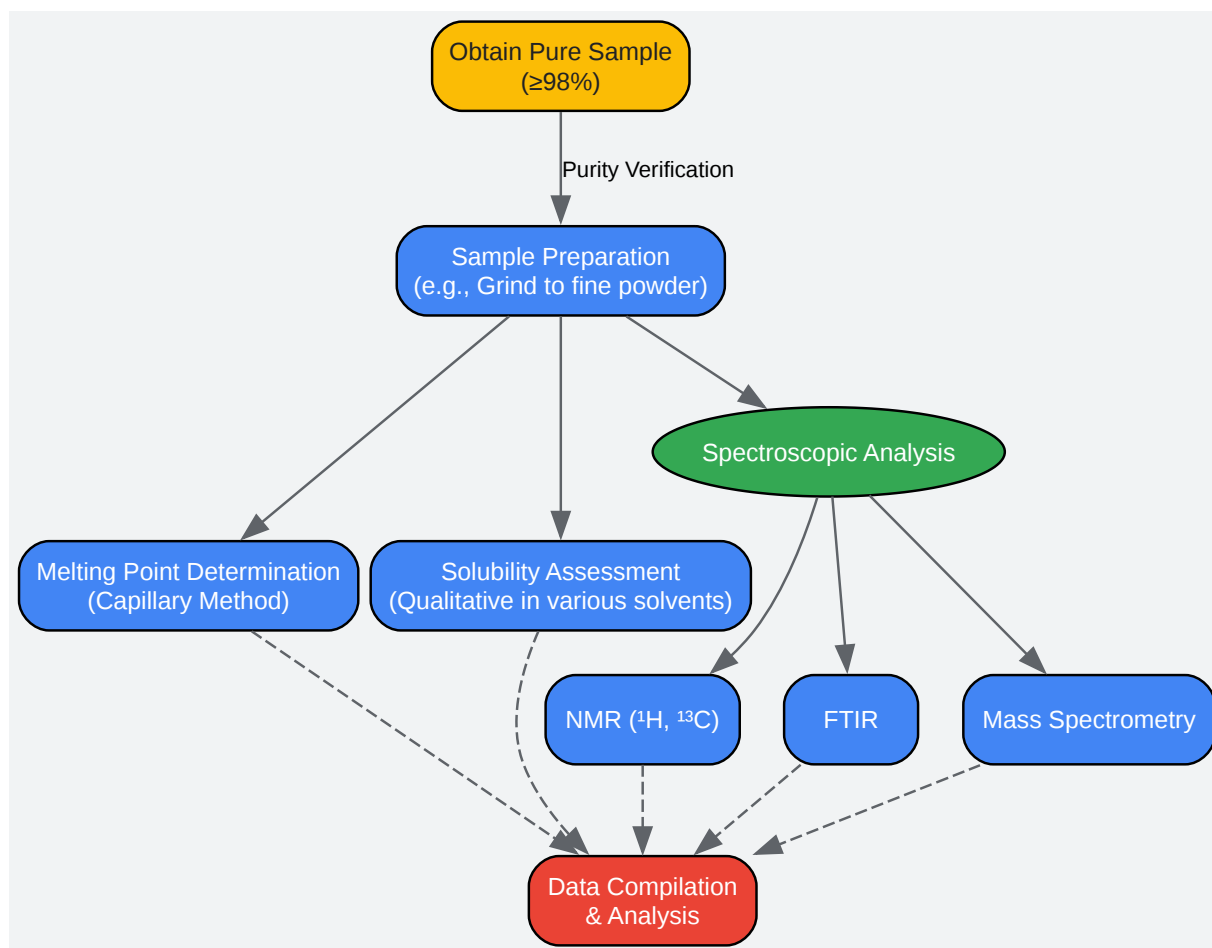 Obtain Pure Sample
(≥98%)
Purity Verification
Sample Preparation
(e.g., Grind to fine powder)
Spectroscopic Analysis
Melting Point Determination
(Capillary Method)
Solubility Assessment
(Qualitative in various solvents)
NMR (¹H, ¹³C)
FTIR
Mass Spectrometry
Data Compilation
& Analysis